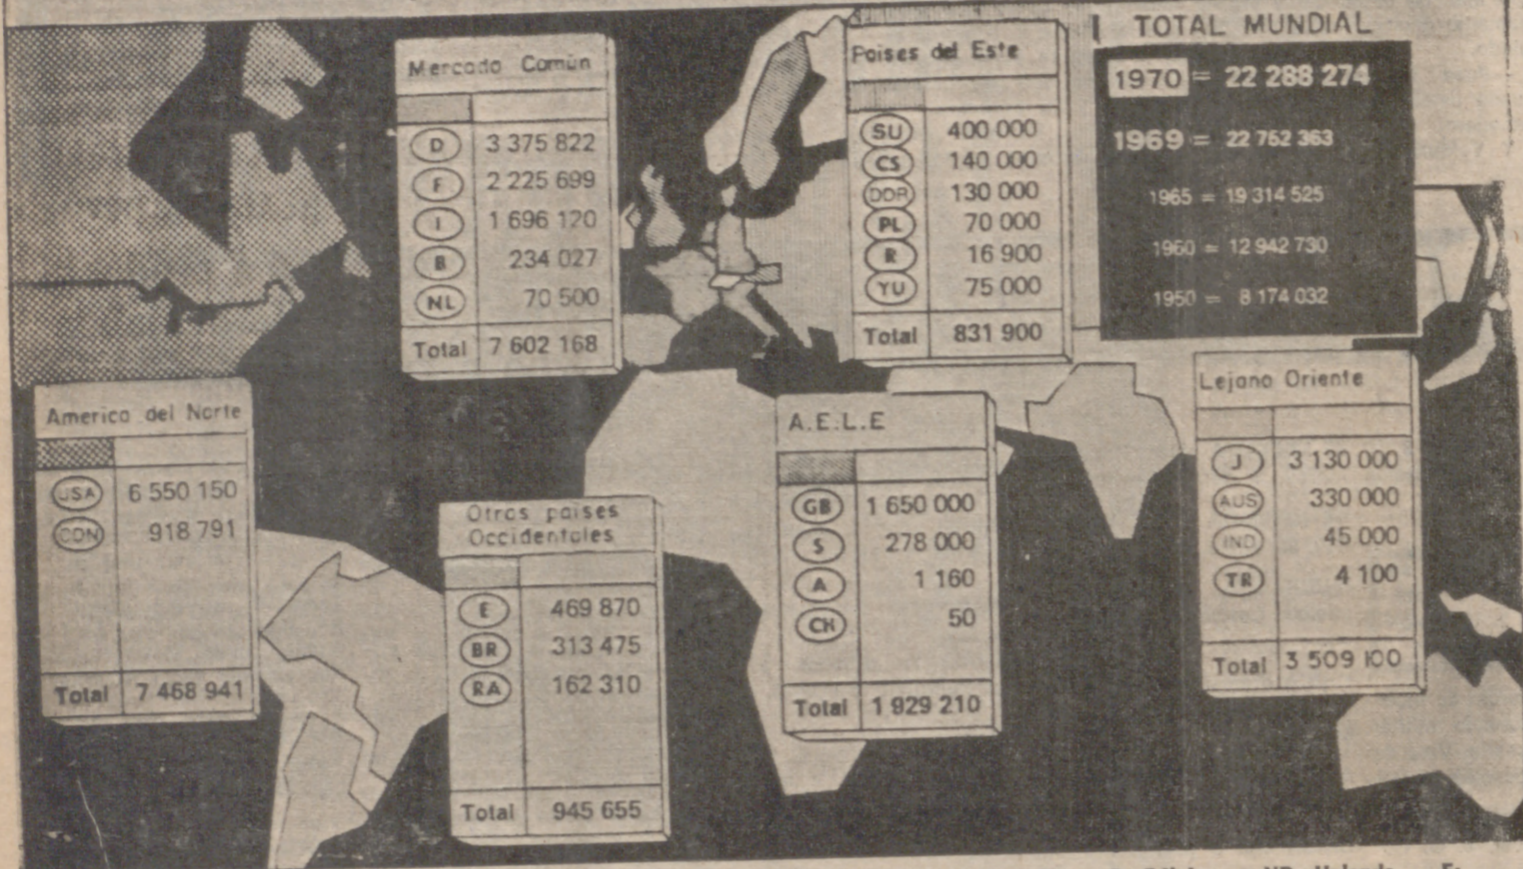 Mercado Común
D 3 375 822
F 2 225 699
I 1 696 120
B 234 027
NL 70 500
Total 7 602 168
Paises del Este
SU 400 000
CS 140 000
DDR 130 000
PL 70 000
R 16 900
YU 75 000
Total 831 900
TOTAL MUNDIAL
1970 = 22 288 274
1969 = 22 752 363
1965 = 19 314 525
1960 = 12 942 730
1950 = 8 174 032
America del Norte
USA 6 550 150
CDN 918 791
Total 7 468 941
Otros paises
Occidentales
E 469 870
BR 313 475
RA 162 310
Total 945 655
A.E.L.E
GB 1 650 000
S 278 000
A 1 160
CH 50
Total 1 929 210
Lejano Oriente
J 3 130 000
AUS 330 000
IND 45 000
TR 4 100
Total 3 509 100